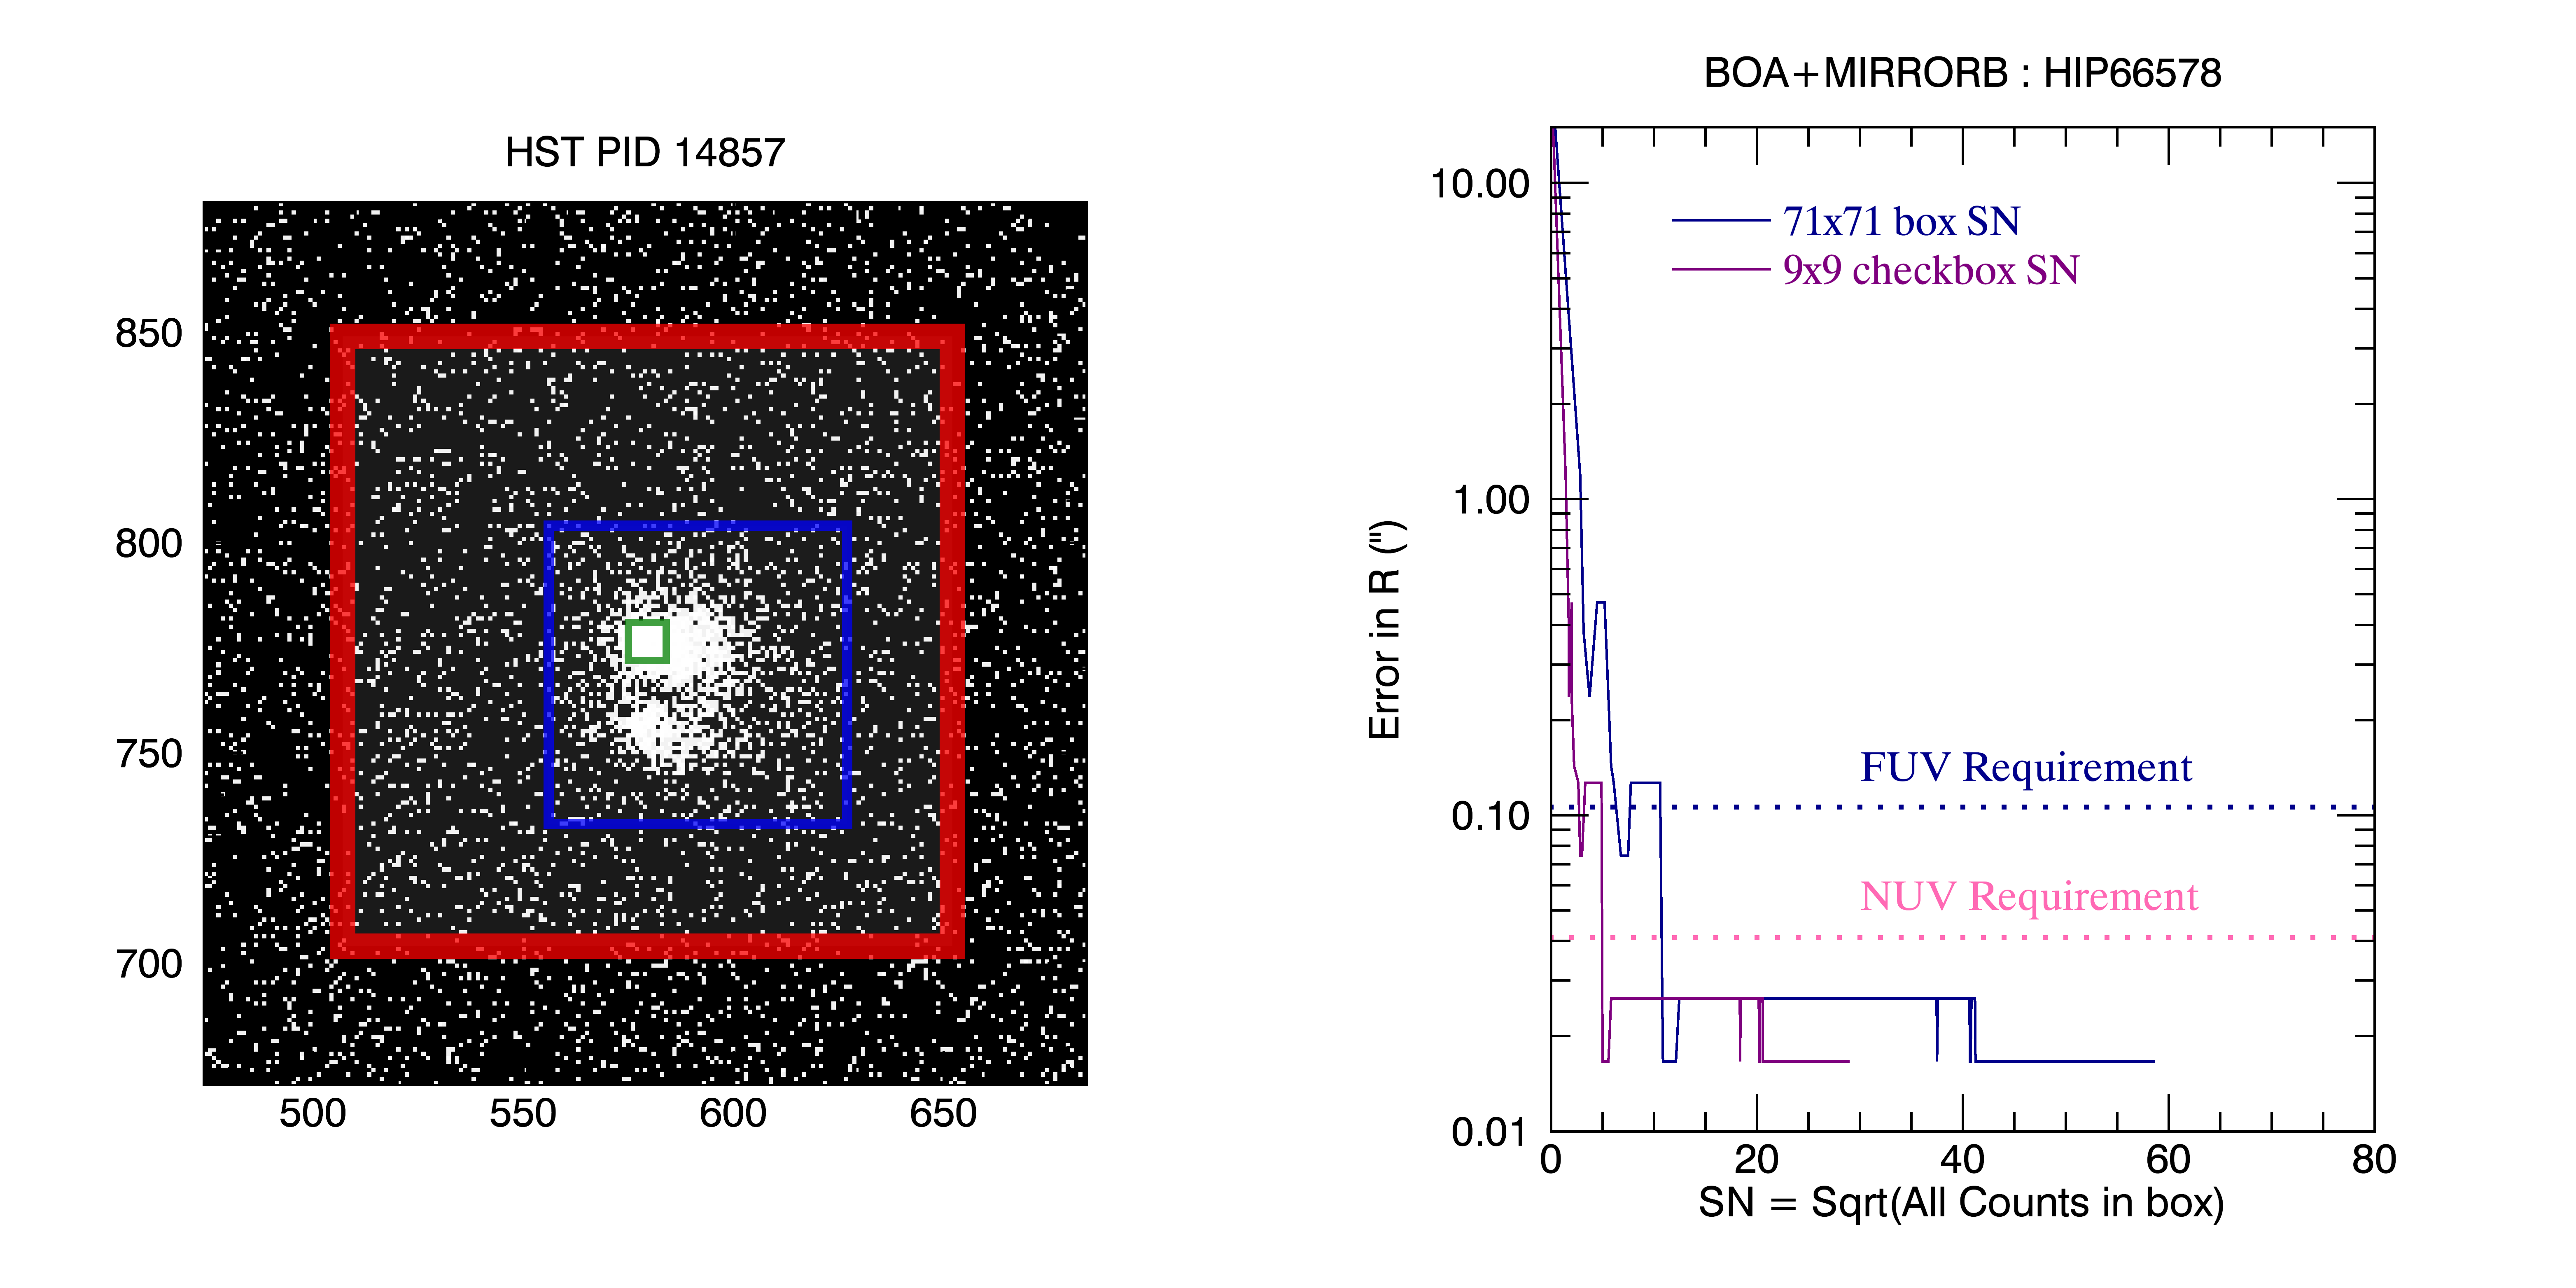 HST PID 14857
850
800
750
700
500 550 600 650
BOA+MIRRORB : HIP66578
10.00
1.00
0.10
0.01
Error in R (")
71x71 box SN
9x9 checkbox SN
FUV Requirement
NUV Requirement
0 20 40 60 80
SN = Sqrt(All Counts in box)